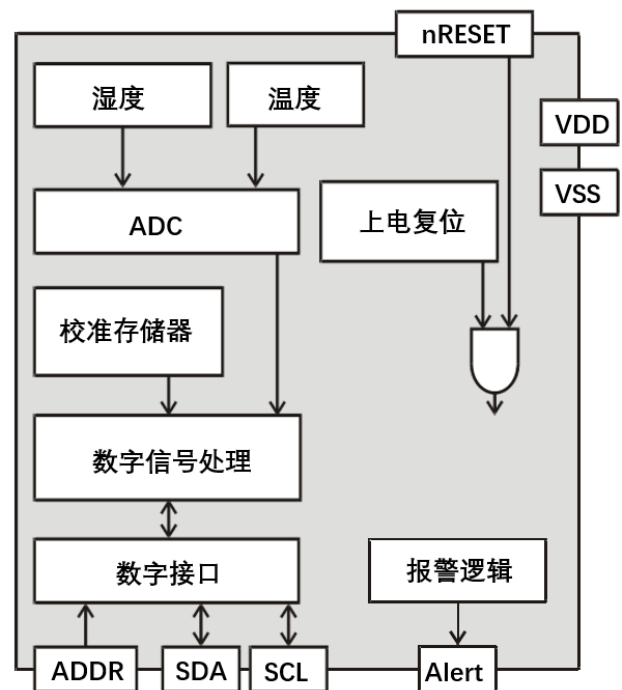 nRESET
湿度
温度
VDD
VSS
ADC
上电复位
校准存储器
数字信号处理
数字接口
报警逻辑
ADDR
SDA
SCL
Alert